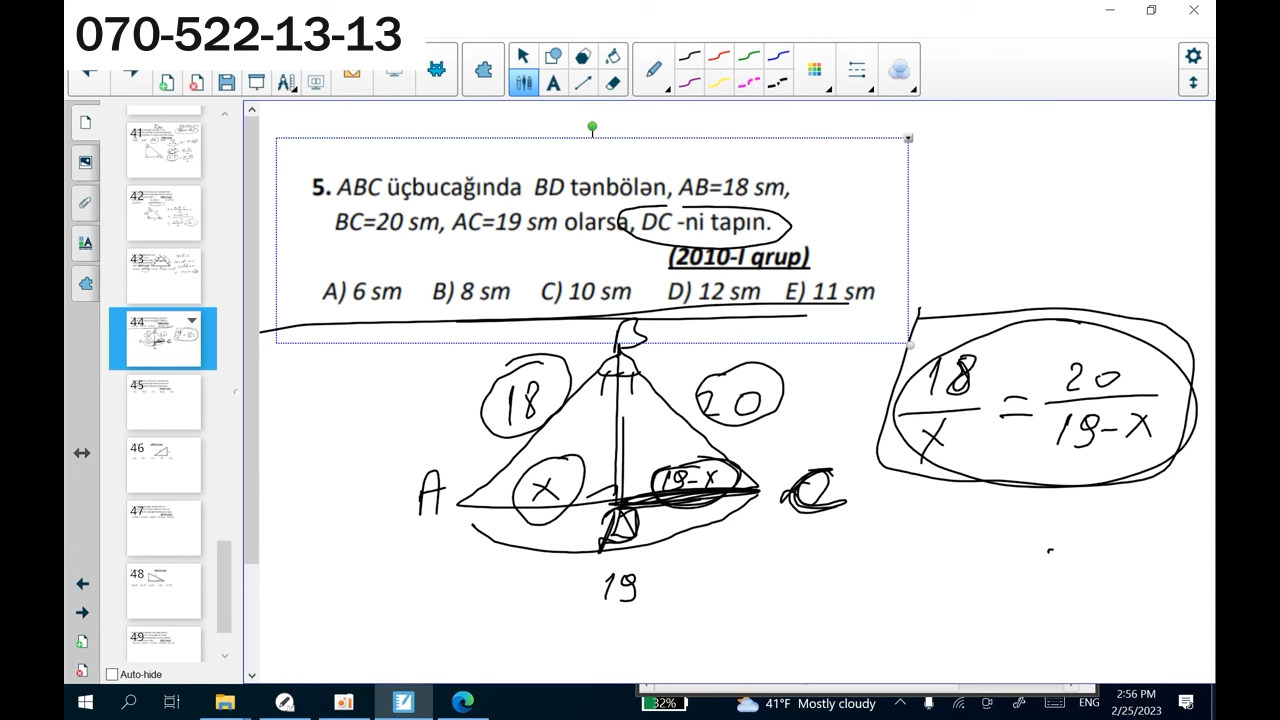 070-522-13-13
5. ABC üçbucağında BD tənbölən, AB=18 sm,
BC=20 sm, AC=19 sm olarsa, DC -ni tapın.
(2010-I qrup)
A) 6 sm B) 8 sm C) 10 sm D) 12 sm E) 11 sm
B
18
20
18/x = 20/19-x
A
x
19-x
C
D
19
41
42
43
44
45
46
47
48
49
Auto-hide
32%
41°F Mostly cloudy
ENG
2:56 PM
2/25/2023